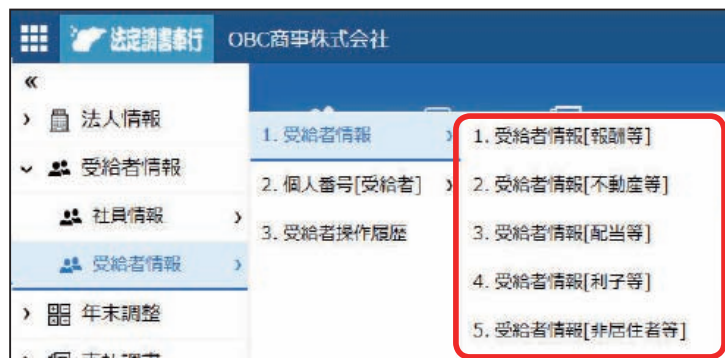 法定調書奉行 OBC商事株式会社
«
法人情報
受給者情報
社員情報
受給者情報
年末調整
1. 受給者情報
2. 個人番号[受給者]
3. 受給者操作履歴
1. 受給者情報[報酬等]
2. 受給者情報[不動産等]
3. 受給者情報[配当等]
4. 受給者情報[利子等]
5. 受給者情報[非居住者等]